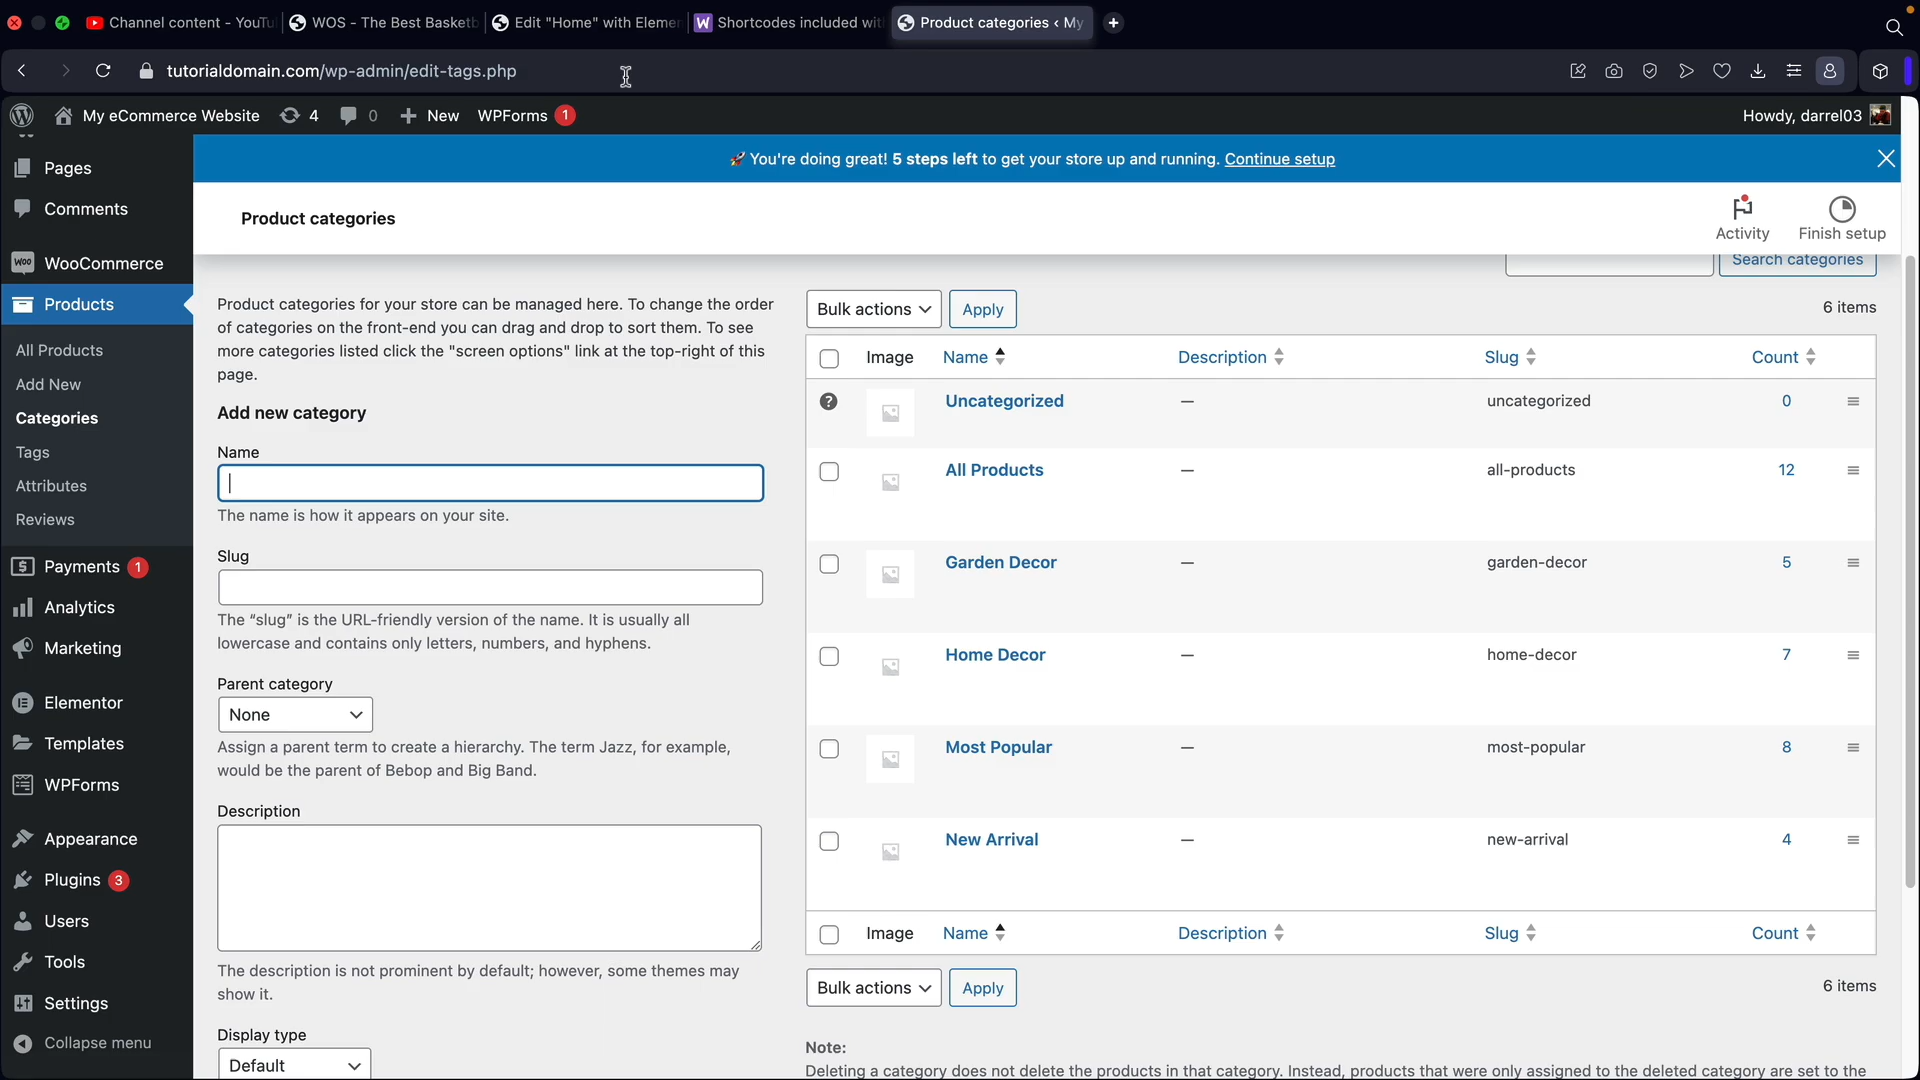 Channel content - YouTu
WOS - The Best Basketb
Edit "Home" with Elemen
Shortcodes included wit
Product categories < My
tutorialdomain.com/wp-admin/edit-tags.php
My eCommerce Website
4
0
New
WPForms 1
Howdy, darrel03
Pages
Comments
WooCommerce
Products
All Products
Add New
Categories
Tags
Attributes
Reviews
Payments 1
Analytics
Marketing
Elementor
Templates
WPForms
Appearance
Plugins 3
Users
Tools
Settings
Collapse menu
🚀 You're doing great! 5 steps left to get your store up and running. Continue setup
Product categories
Activity
Finish setup
Search categories
Product categories for your store can be managed here. To change the order
of categories on the front-end you can drag and drop to sort them. To see
more categories listed click the "screen options" link at the top-right of this
page.
Add new category
Name
The name is how it appears on your site.
Slug
The “slug” is the URL-friendly version of the name. It is usually all
lowercase and contains only letters, numbers, and hyphens.
Parent category
None
Assign a parent term to create a hierarchy. The term Jazz, for example,
would be the parent of Bebop and Big Band.
Description
The description is not prominent by default; however, some themes may
show it.
Display type
Default
Bulk actions
Apply
6 items
Image Name Description Slug Count
Uncategorized — uncategorized 0
All Products — all-products 12
Garden Decor — garden-decor 5
Home Decor — home-decor 7
Most Popular — most-popular 8
New Arrival — new-arrival 4
Image Name Description Slug Count
Bulk actions
Apply
6 items
Note:
Deleting a category does not delete the products in that category. Instead, products that were only assigned to the deleted category are set to the